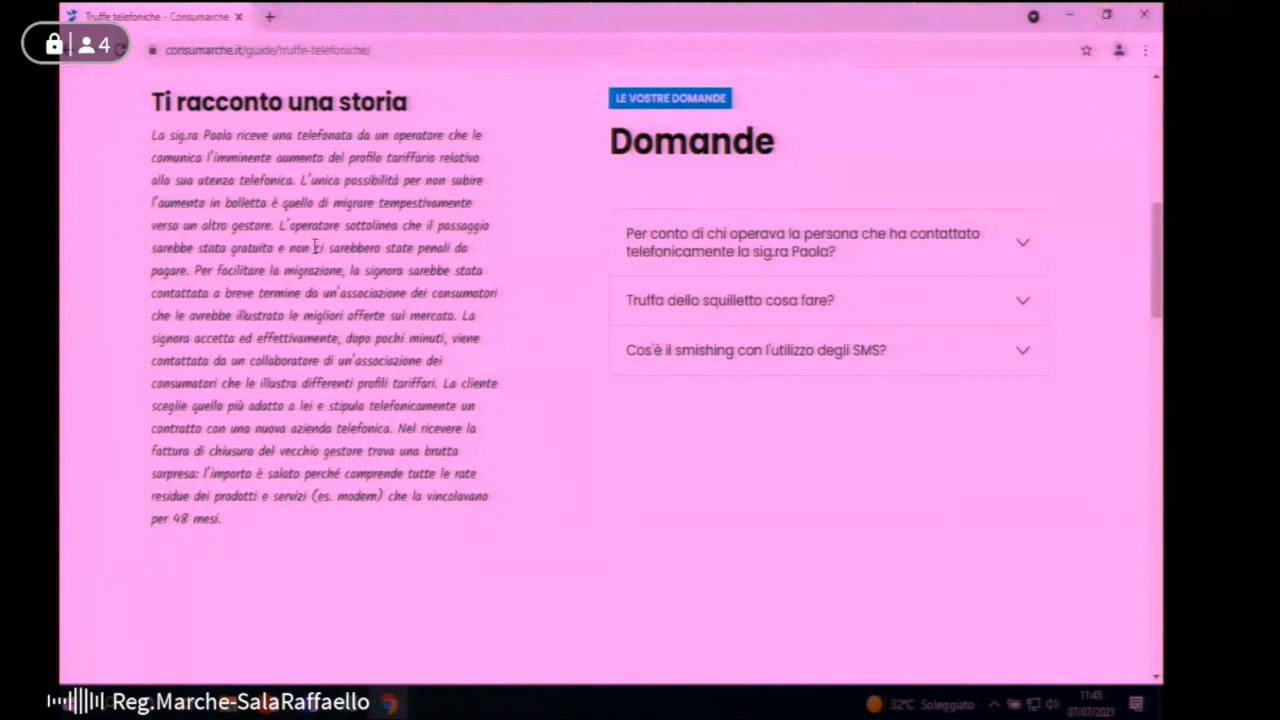 Truffe telefoniche - Consumarche
4
consumarche.it/guide/truffe-telefoniche/
Ti racconto una storia
La sig.ra Paola riceve una telefonata da un operatore che le
comunica l'imminente aumento del profilo tariffario relativo
alla sua utenza telefonica. L'unica possibilità per non subire
l'aumento in bolletta è quello di migrare tempestivamente
verso un altro gestore. L'operatore sottolinea che il passaggio
sarebbe stata gratuito e non ci sarebbero state penali da
pagare. Per facilitare la migrazione, la signora sarebbe stata
contattata a breve termine da un'associazione dei consumatori
che le avrebbe illustrato le migliori offerte sul mercato. La
signora accetta ed effettivamente, dopo pochi minuti, viene
contattata da un collaboratore di un'associazione dei
consumatori che le illustra differenti profili tariffari. La cliente
sceglie quello più adatto a lei e stipula telefonicamente un
contratto con una nuova azienda telefonica. Nel ricevere la
fattura di chiusura del vecchio gestore trova una brutta
sorpresa: l'importo è salato perché comprende tutte le rate
residue dei prodotti e servizi (es. modem) che la vincolavano
per 48 mesi.
LE VOSTRE DOMANDE
Domande
Per conto di chi operava la persona che ha contattato
telefonicamente la sig.ra Paola?
Truffa dello squilletto cosa fare?
Cos'è il smishing con l'utilizzo degli SMS?
Reg.Marche-SalaRaffaello
32°C Soleggiato
11:45
07/07/2021